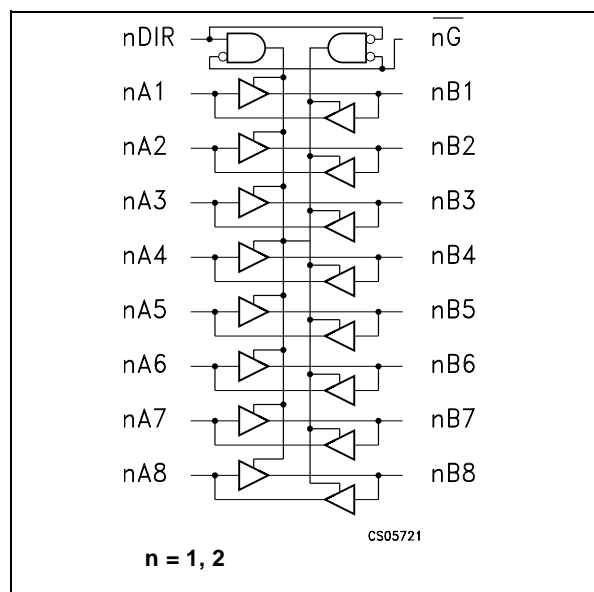 nDIR nG̅
nA1 nB1
nA2 nB2
nA3 nB3
nA4 nB4
nA5 nB5
nA6 nB6
nA7 nB7
nA8 nB8
CS05721
n = 1, 2